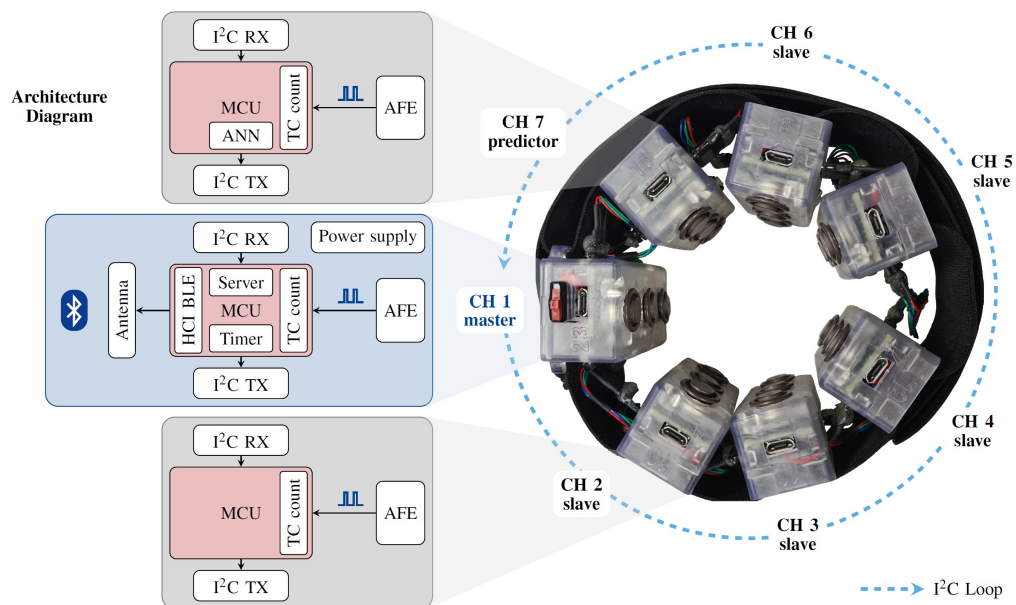 Architecture
Diagram
I²C RX
MCU
ANN
TC count
AFE
I²C TX
I²C RX
Power supply
Antenna
HCI BLE
Server
MCU
Timer
TC count
AFE
I²C TX
I²C RX
MCU
TC count
AFE
I²C TX
CH 6
slave
CH 7
predictor
CH 5
slave
CH 1
master
CH 4
slave
CH 2
slave
CH 3
slave
I²C Loop